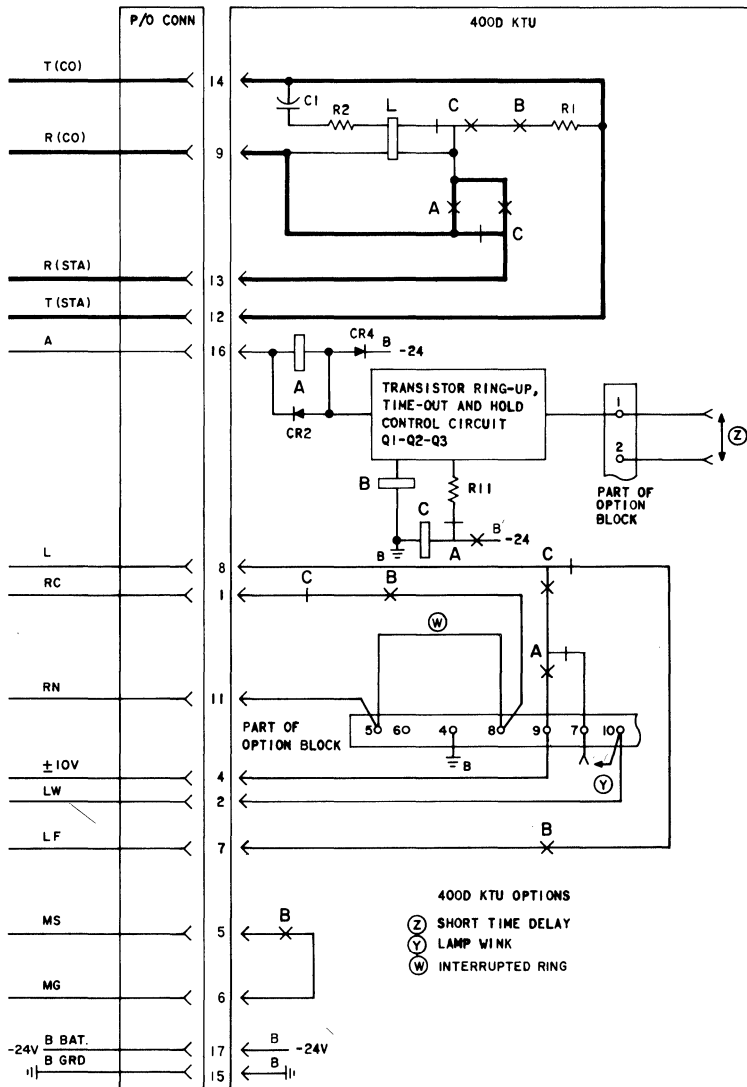 P/O CONN
400D KTU
T (CO)
14
C1
R2
L
C
B
R1
R (CO)
9
A
C
R (STA)
13
T (STA)
12
A
16
CR4
B
-24
A
CR2
TRANSISTOR RING-UP,
TIME-OUT AND HOLD
CONTROL CIRCUIT
Q1-Q2-Q3
1
2
Z
PART OF
OPTION
BLOCK
B
R11
C
B
A
B
-24
L
8
C
RC
1
C
B
W
A
RN
11
PART OF
OPTION BLOCK
5 6 4 8 9 7 10
B
±10V
4
Y
LW
2
LF
7
B
400D KTU OPTIONS
Z SHORT TIME DELAY
Y LAMP WINK
W INTERRUPTED RING
MS
5
B
MG
6
-24V B BAT.
17
B
-24V
B GRD
15
B